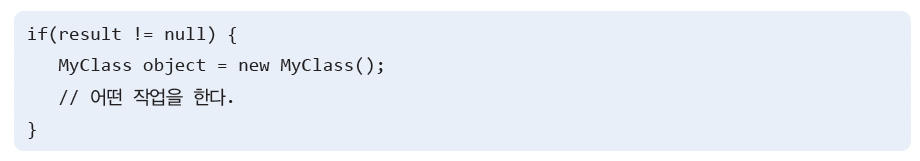 if(result != null) {
   MyClass object = new MyClass();
   // 어떤 작업을 한다.
}